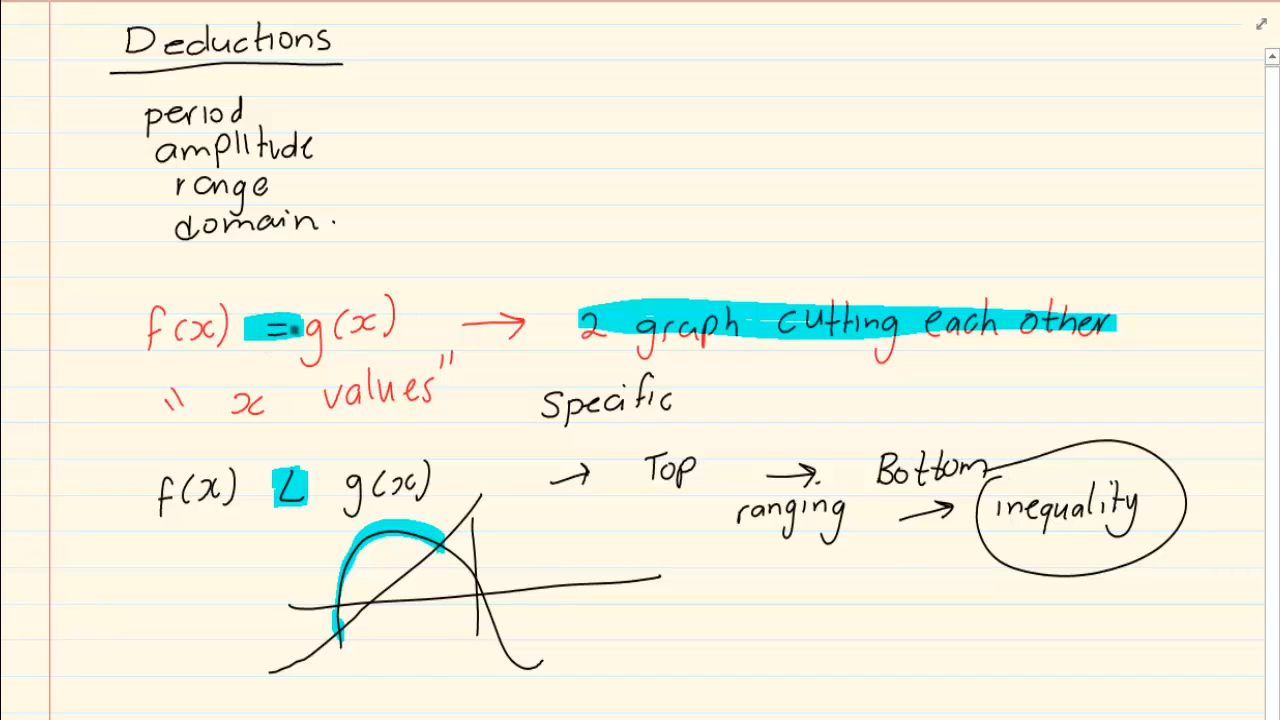 Deductions
period
amplitude
range
domain.
f(x) = g(x) → 2 graph cutting each other
" x values" specific
f(x) < g(x) → Top → Bottom
ranging → inequality